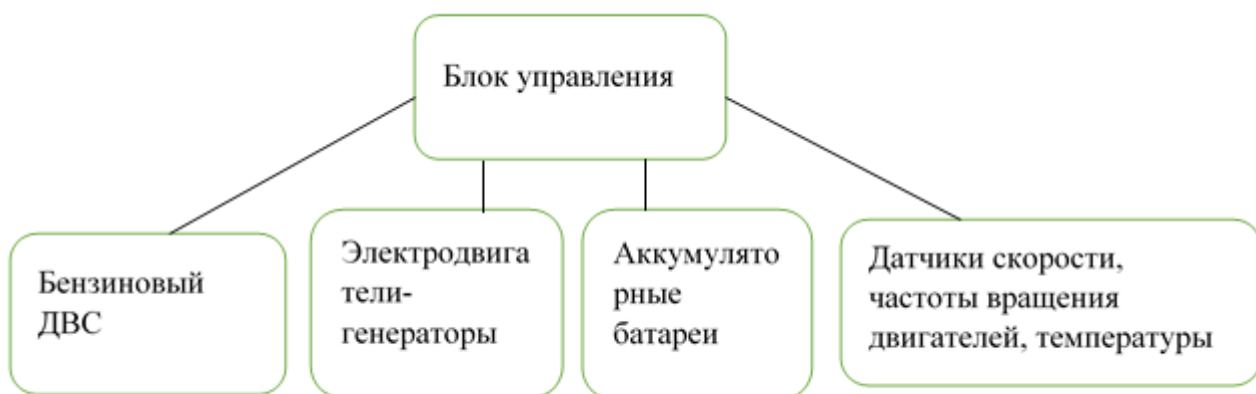 Блок управления
Бензиновый
ДВС
Электродвига
тели-
генераторы
Аккумулято
рные
батареи
Датчики скорости,
частоты вращения
двигателей, температуры